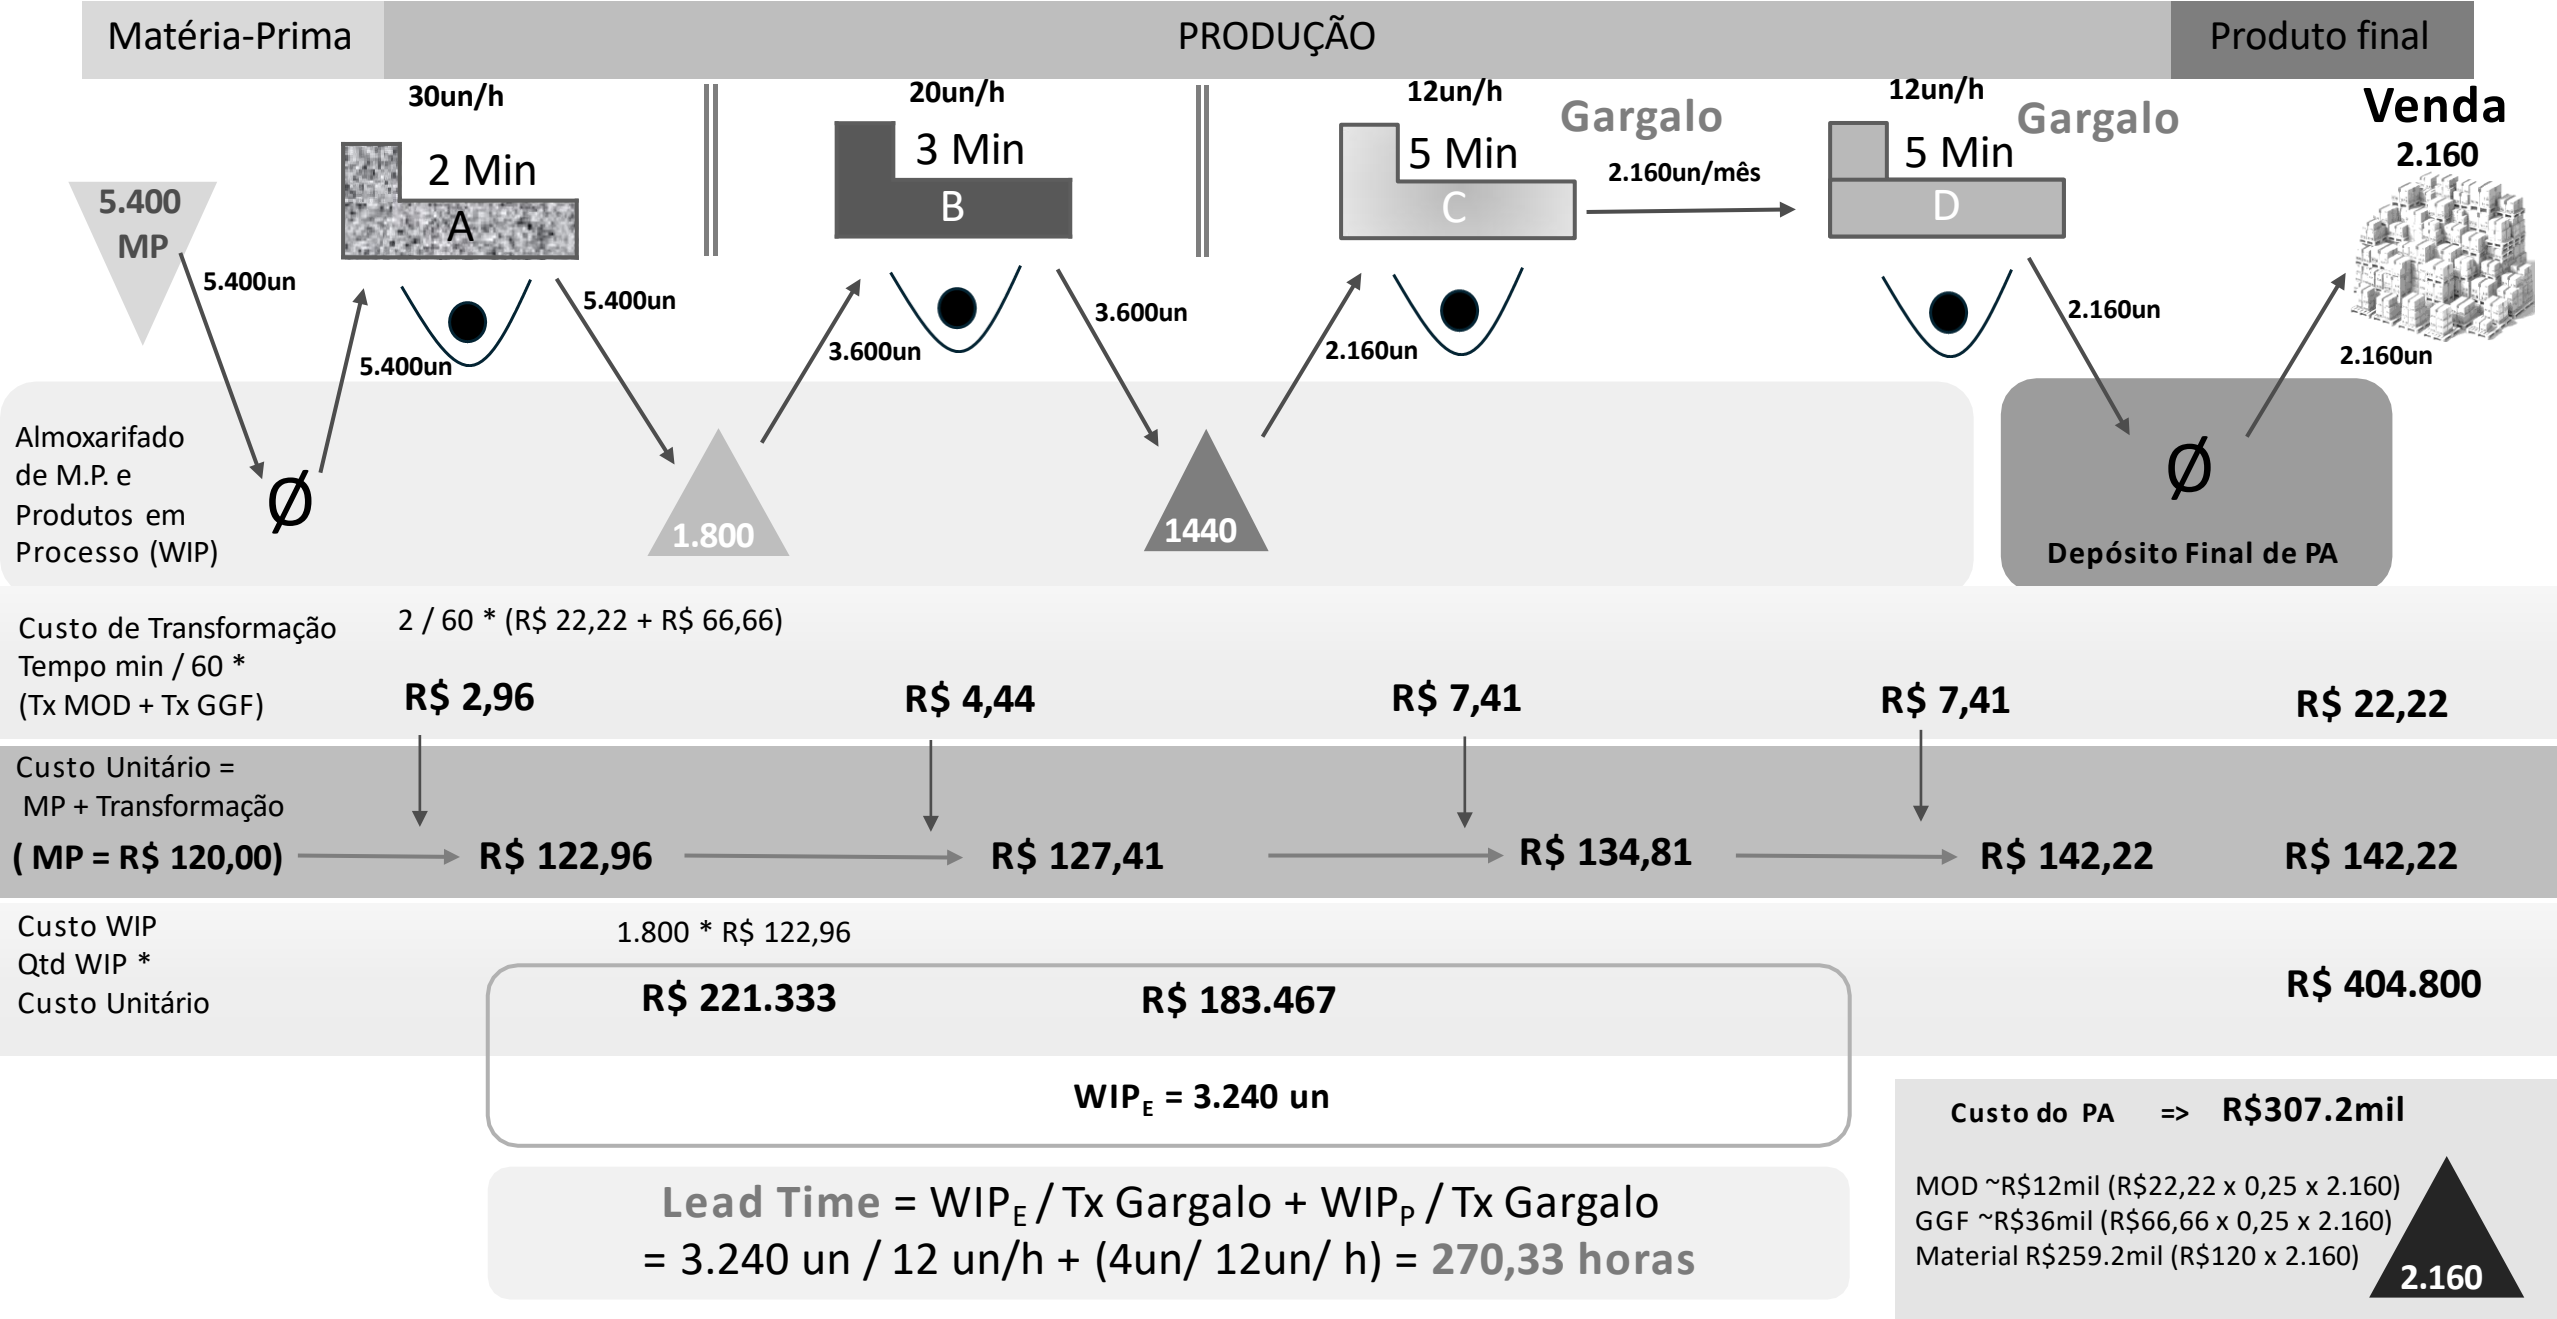 Matéria-Prima
PRODUÇÃO
Produto final
30un/h
20un/h
12un/h
Gargalo
12un/h
Gargalo
Venda
2.160
5.400
MP
2 Min
A
3 Min
B
5 Min
C
2.160un/mês
5 Min
D
5.400un
5.400un
5.400un
3.600un
3.600un
2.160un
2.160un
2.160un
Almoxarifado
de M.P. e
Produtos em
Processo (WIP)
Ø
1.800
1440
Ø
Depósito Final de PA
Custo de Transformação
Tempo min / 60 *
(Tx MOD + Tx GGF)
2 / 60 * (R$ 22,22 + R$ 66,66)
R$ 2,96
R$ 4,44
R$ 7,41
R$ 7,41
R$ 22,22
Custo Unitário =
MP + Transformação
( MP = R$ 120,00)
R$ 122,96
R$ 127,41
R$ 134,81
R$ 142,22
R$ 142,22
Custo WIP
Qtd WIP *
Custo Unitário
1.800 * R$ 122,96
R$ 221.333
R$ 183.467
R$ 404.800
WIPE = 3.240 un
Lead Time = WIPE / Tx Gargalo + WIPP / Tx Gargalo
= 3.240 un / 12 un/h + (4un/ 12un/ h) = 270,33 horas
Custo do PA => R$307.2mil
MOD ~R$12mil (R$22,22 x 0,25 x 2.160)
GGF ~R$36mil (R$66,66 x 0,25 x 2.160)
Material R$259.2mil (R$120 x 2.160)
2.160